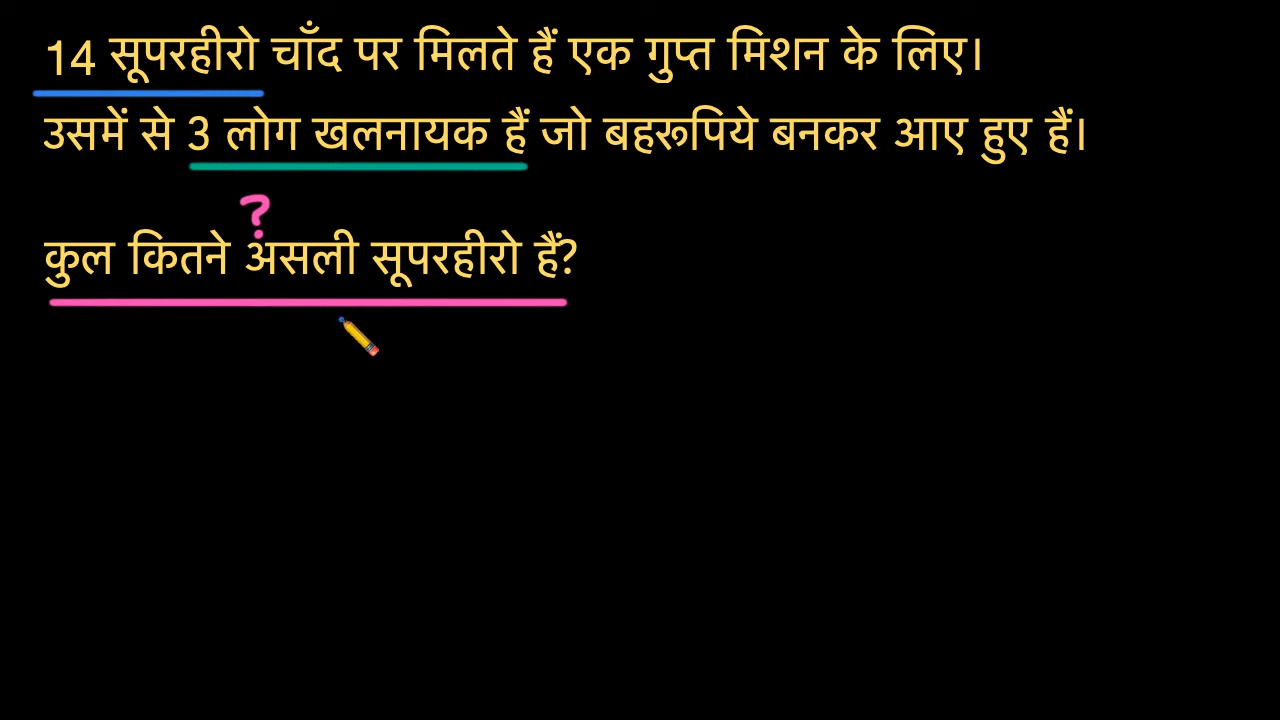 14 सूपरहीरो चाँद पर मिलते हैं एक गुप्त मिशन के लिए।
उसमें से 3 लोग खलनायक हैं जो बहरूपिये बनकर आए हुए हैं।
?
कुल कितने असली सूपरहीरो हैं?